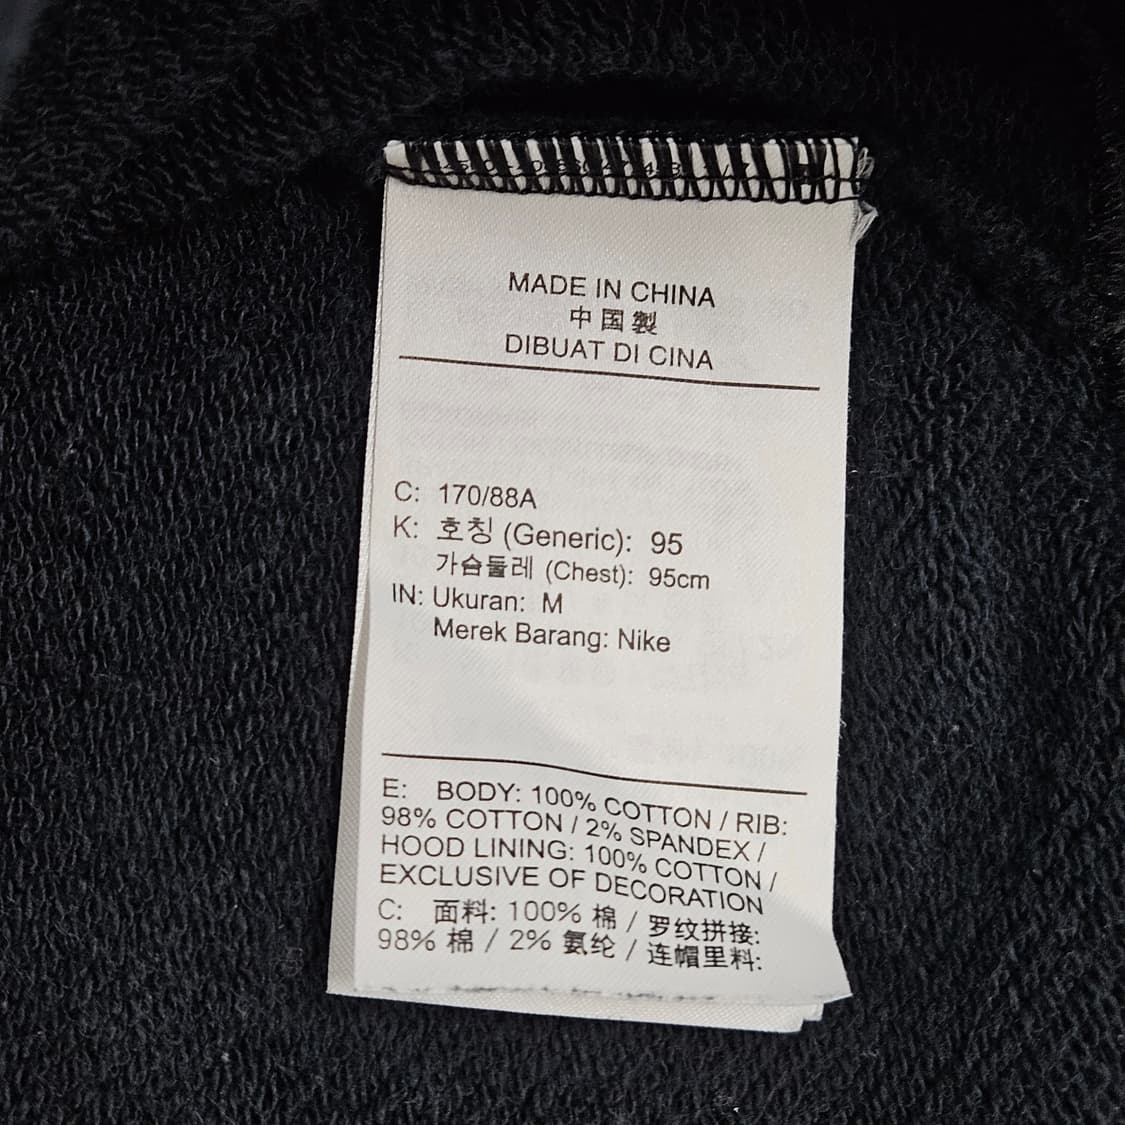 MADE IN CHINA
中国製
DIBUAT DI CINA
C: 170/88A
K: 호칭 (Generic): 95
가슴둘레 (Chest): 95cm
IN: Ukuran: M
Merek Barang: Nike
E: BODY: 100% COTTON / RIB:
98% COTTON / 2% SPANDEX /
HOOD LINING: 100% COTTON /
EXCLUSIVE OF DECORATION
C: 面料: 100% 棉 / 罗纹拼接:
98% 棉 / 2% 氨纶 / 连帽里料: